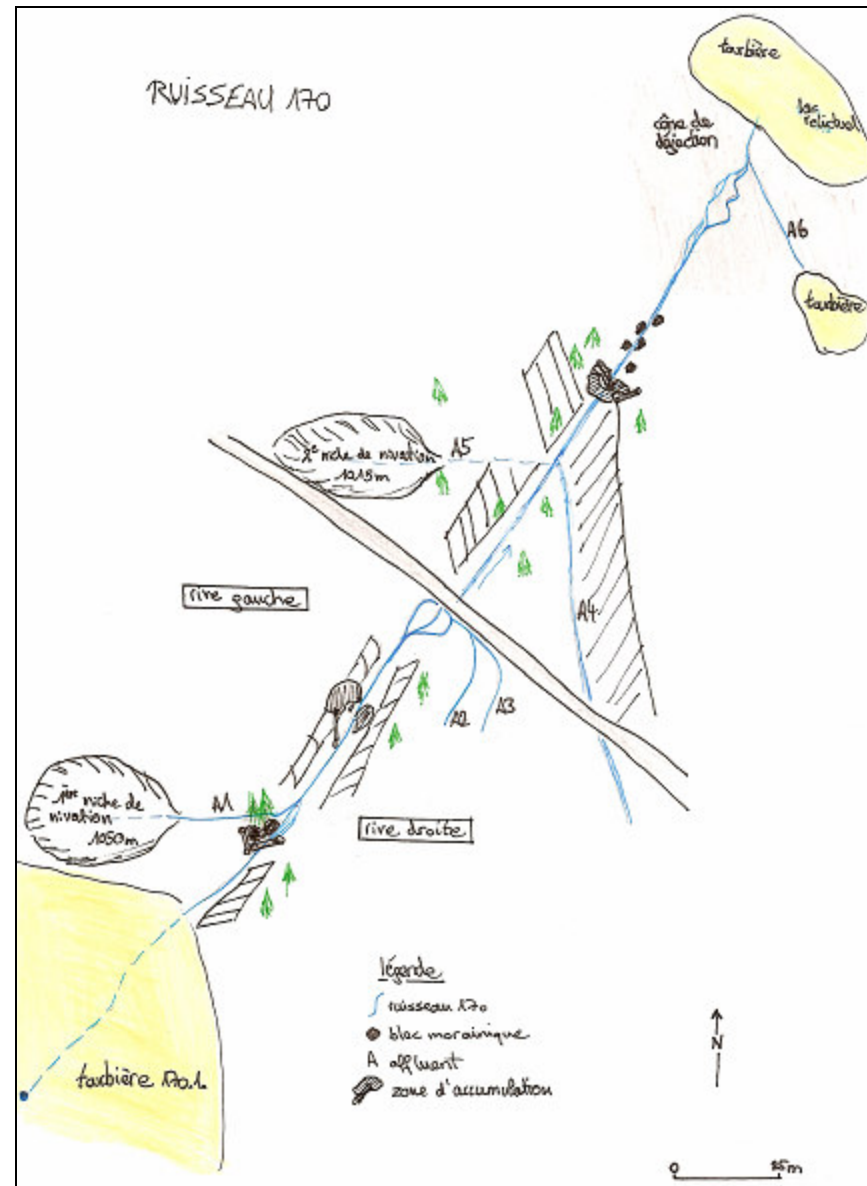 RUISSEAU 170
tourbière
lac
relictuel
cône de
déjection
A6
tourbière
2e niche de nivation
1015m
A5
rive gauche
A4
A2
A3
1ère niche de
nivation
1050m
A1
rive droite
tourbière 170.1.
légende
ruisseau 170
bloc morainique
A affluent
zone d'accumulation
N
0